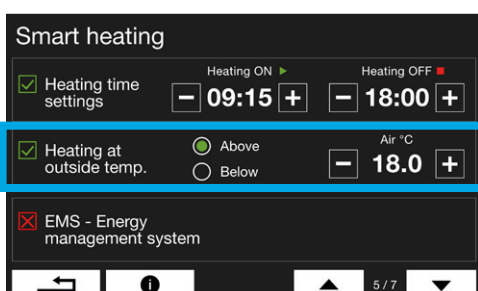 Smart heating
Heating time
settings
Heating ON
09:15
Heating OFF
18:00
Heating at
outside temp.
Above
Below
Air °C
18.0
EMS - Energy
management system
5/7